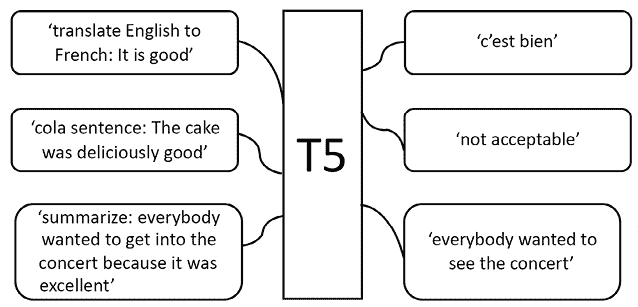 ‘translate English to
French: It is good’
‘cola sentence: The cake
was deliciously good’
‘summarize: everybody
wanted to get into the
concert because it was
excellent’
T5
‘c’est bien’
‘not acceptable’
‘everybody wanted to
see the concert’